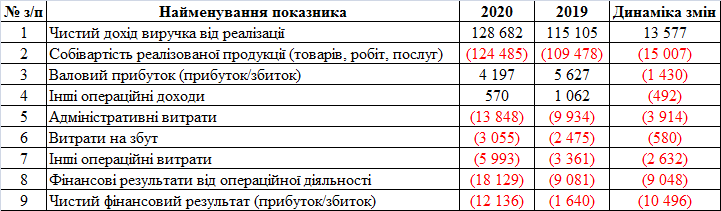 № з/п Найменування показника 2020 2019 Динаміка змін
1 Чистий дохід виручка від реалізації 128 682 115 105 13 577
2 Собівартість реалізованої продукції (товарів, робіт, послуг) (124 485) (109 478) (15 007)
3 Валовий прибуток (прибуток/збиток) 4 197 5 627 (1 430)
4 Інші операційні доходи 570 1 062 (492)
5 Адміністративні витрати (13 848) (9 934) (3 914)
6 Витрати на збут (3 055) (2 475) (580)
7 Інші операційні витрати (5 993) (3 361) (2 632)
8 Фінансові результати від операційної діяльності (18 129) (9 081) (9 048)
9 Чистий фінансовий результат (прибуток/збиток) (12 136) (1 640) (10 496)